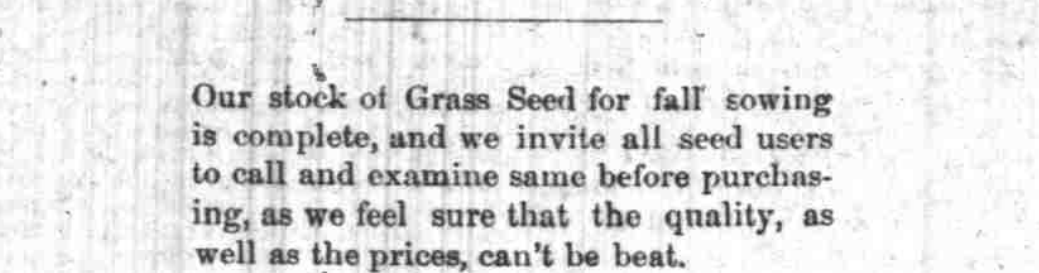 Our stock of Grass Seed for fall sowing
is complete, and we invite all seed users
to call and examine same before purchas-
ing, as we feel sure that the quality, as
well as the prices, can't be beat.